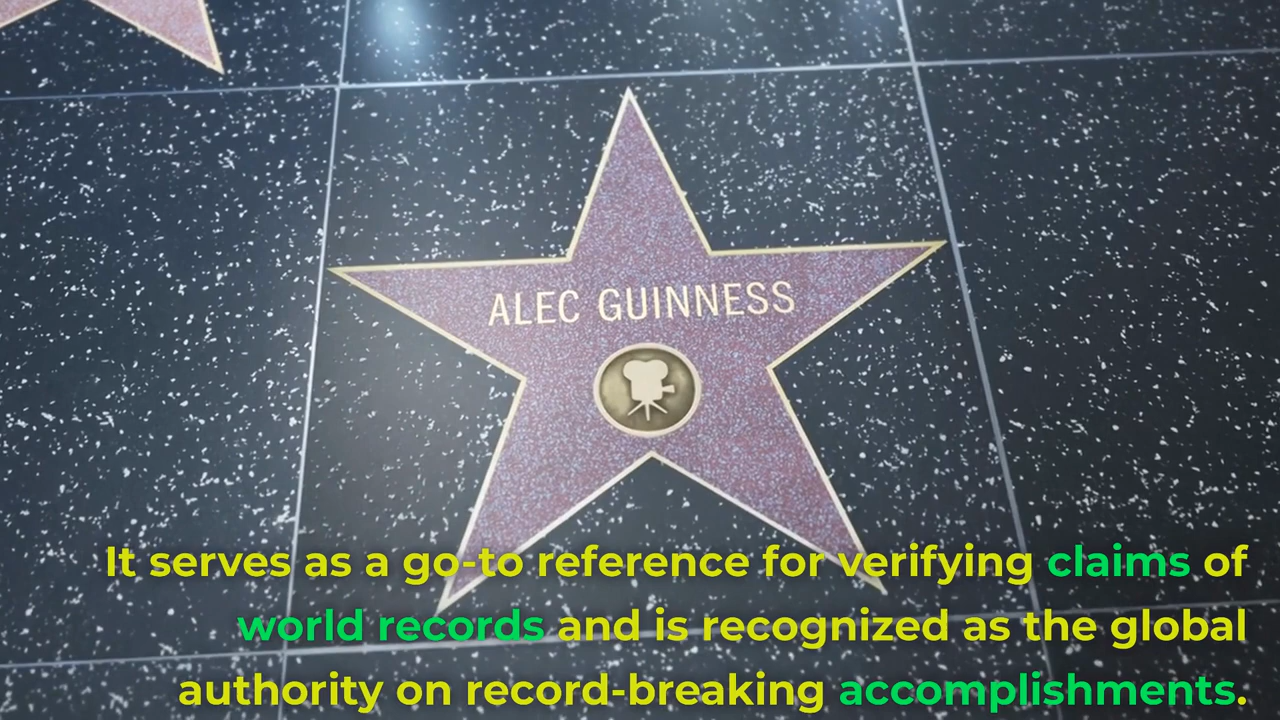 ALEC GUINNESS
It serves as a go-to reference for verifying claims of
world records and is recognized as the global
authority on record-breaking accomplishments.